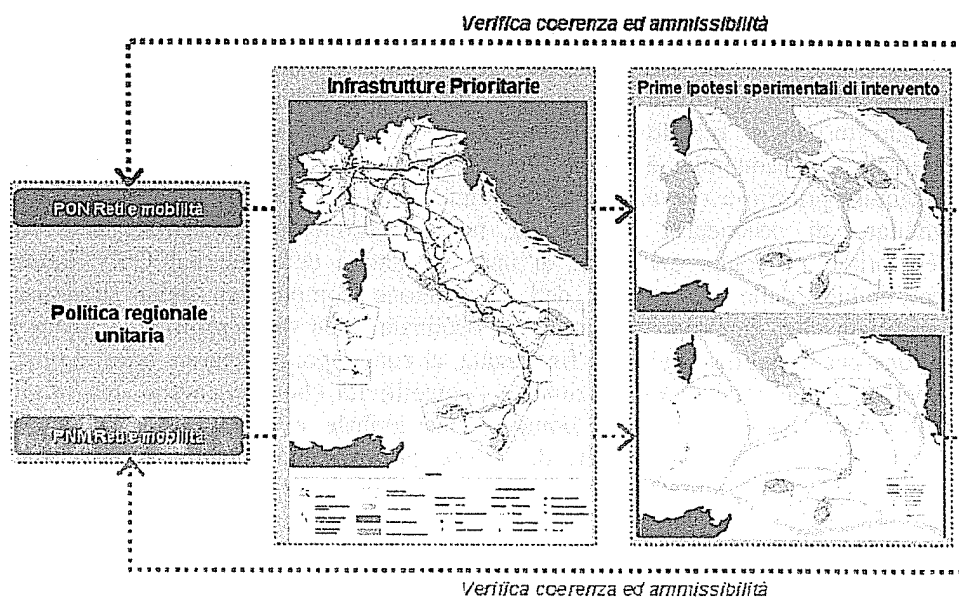 Verifica coerenza ed ammissibilità
Infrastrutture Prioritarie
Prime ipotesi sperimentali di intervento
PON Reti e mobilità
Politica regionale
unitaria
PNM Reti e mobilità
Verifica coerenza ed ammissibilità